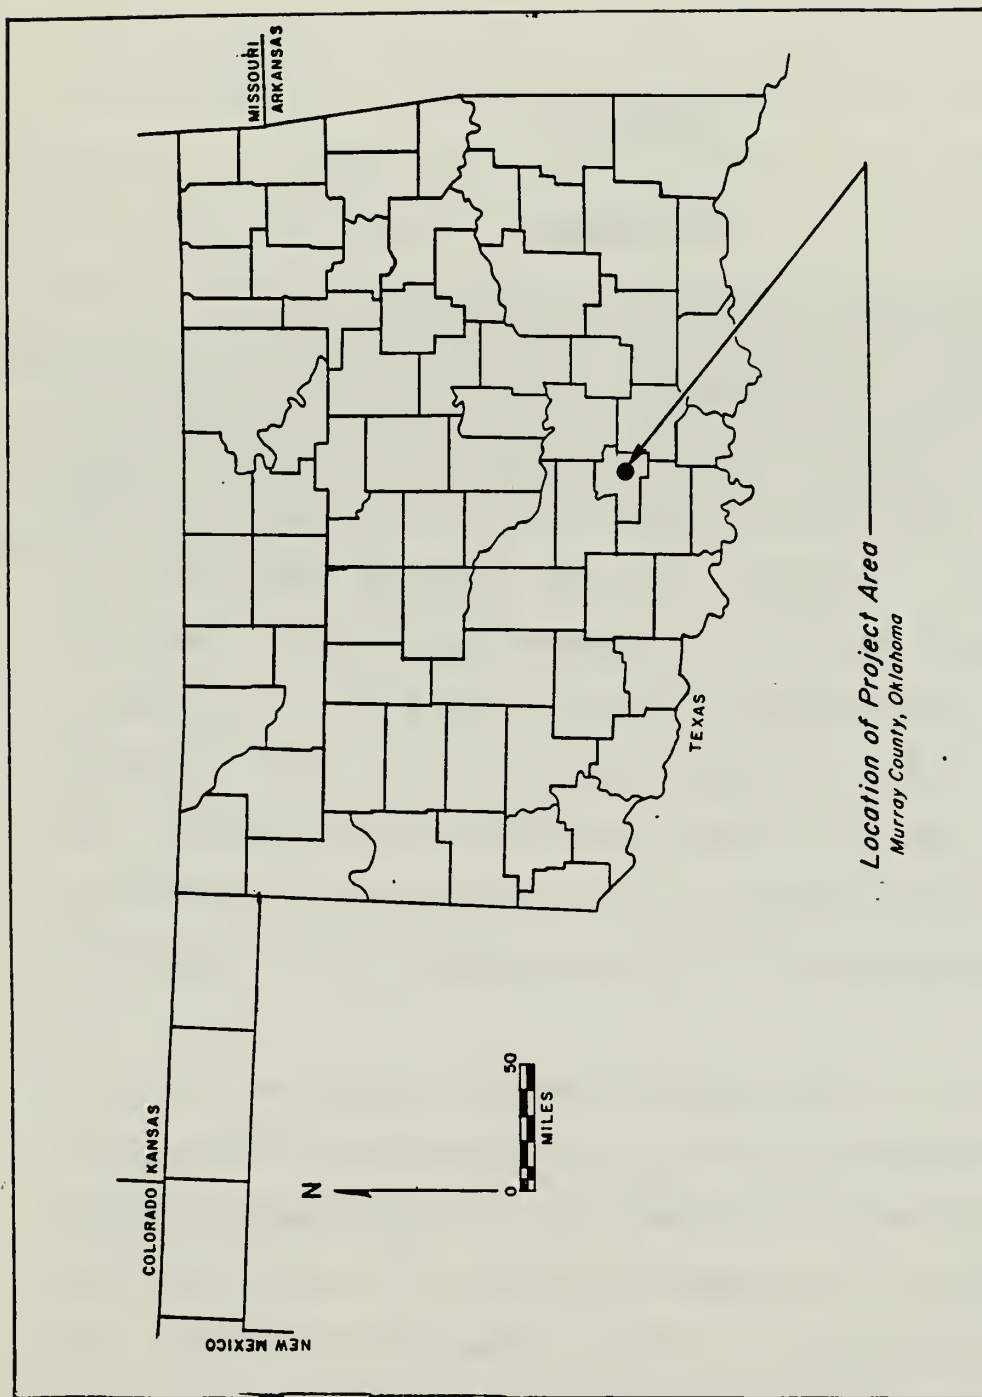 COLORADO
KANSAS
MISSOURI
ARKANSAS
NEW MEXICO
N
0
50
MILES
TEXAS
Location of Project Area
Murray County, Oklahoma